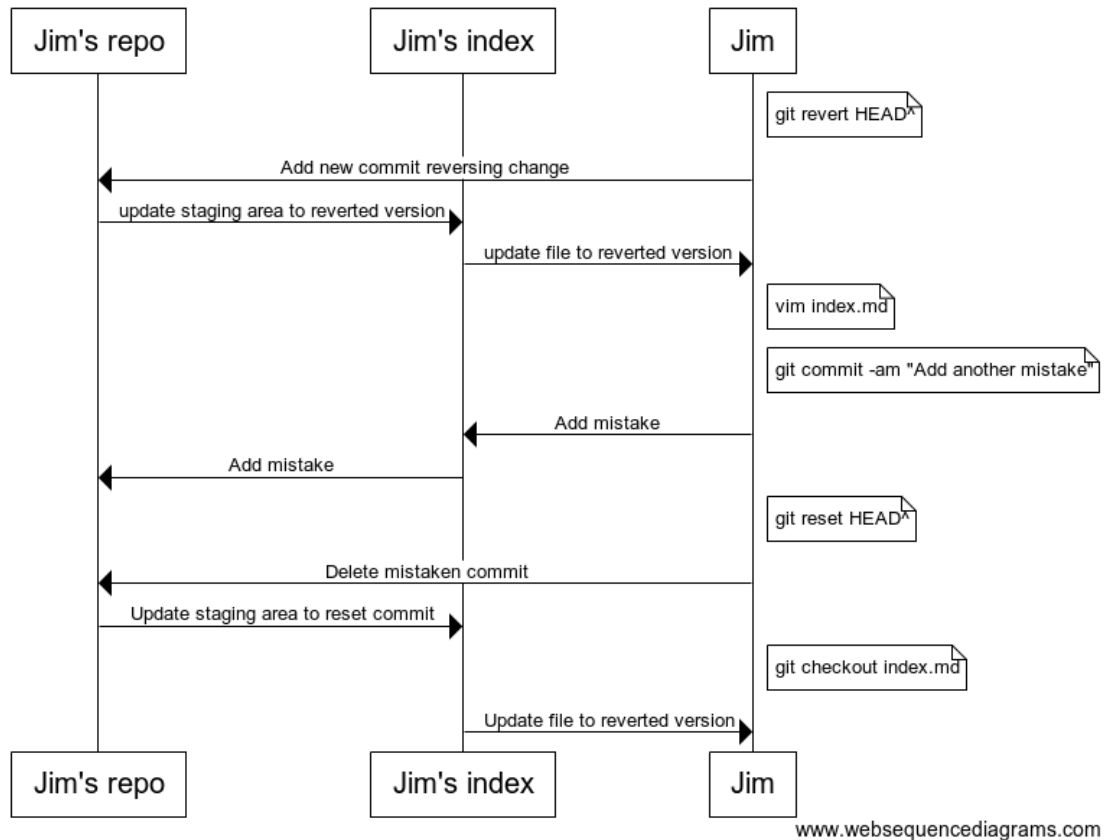 Jim's repo
Jim's index
Jim
git revert HEAD^
Add new commit reversing change
update staging area to reverted version
update file to reverted version
vim index.md
git commit -am "Add another mistake"
Add mistake
Add mistake
git reset HEAD^
Delete mistaken commit
Update staging area to reset commit
git checkout index.md
Update file to reverted version
Jim's repo
Jim's index
Jim
www.websequencediagrams.com